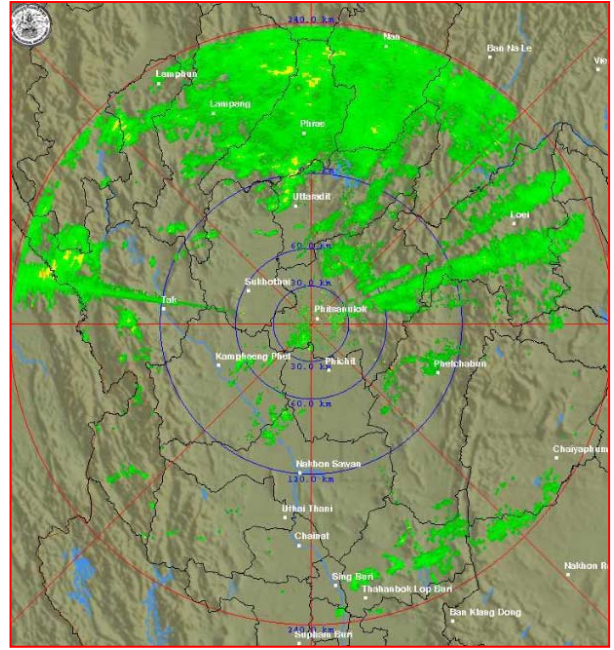 240.0 km
Nan
Ban Na Le
Vie
Lamphun
Lampang
Phrae
Uttaradit
Loei
60.0 km
Sukhothai
Tak
Phitsanulok
Kamphoeng Phet
Phichit
30.0 km
Phetchabun
60.0 km
Chaiyaphum
Nakhon Sawan
120.0 km
Uthai Thani
Chainat
Sing Buri
Nakhon R
Thahanbok Lop Buri
Ban Klang Dong
240.0 km
Suphan Buri